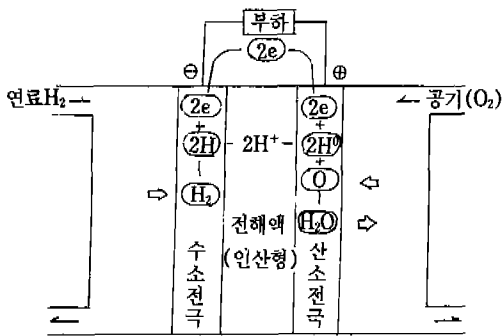 부하
2e
⊖
⊕
연료H₂
2e
2e
공기(O₂)
+
+
2H
2H⁺
2H⁰
+
H₂
O
전해액
H₂O
(인산형)
수소전극
산소전극